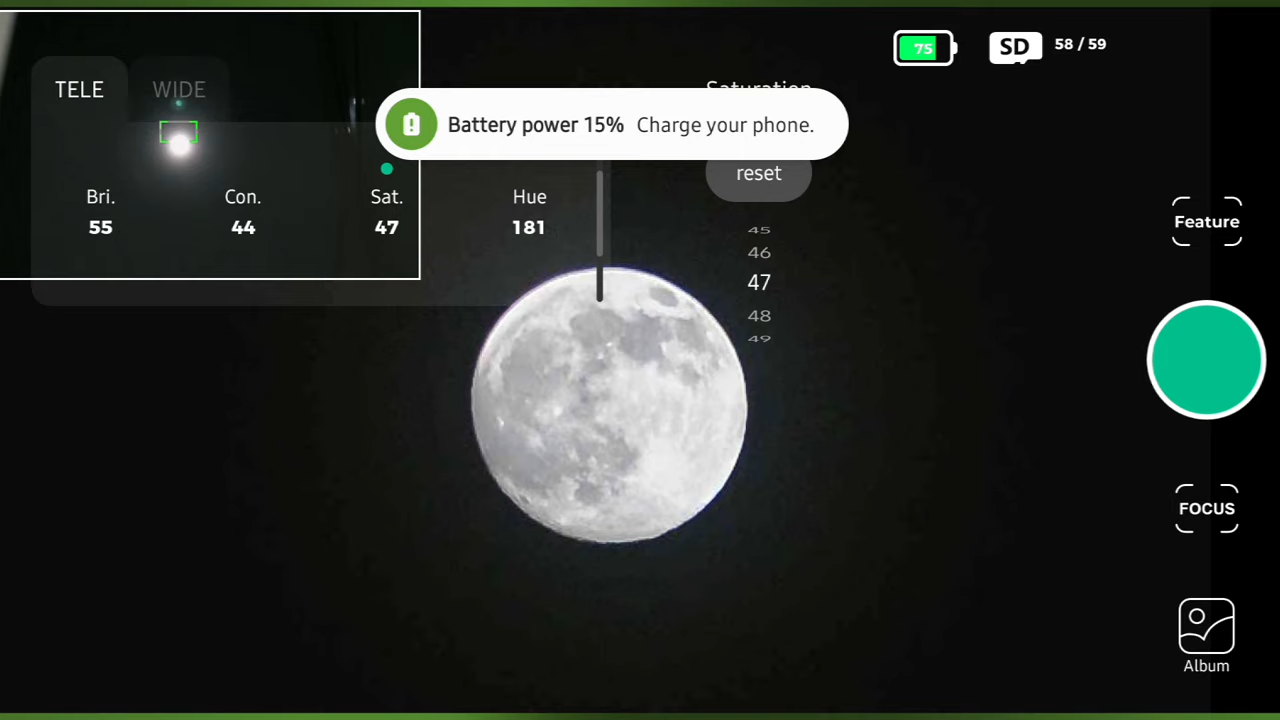 75
SD
58 / 59
TELE
WIDE
Saturation
Battery power 15% Charge your phone.
reset
Bri.
Con.
Sat.
Hue
55
44
47
181
45
46
47
48
49
Feature
FOCUS
Album